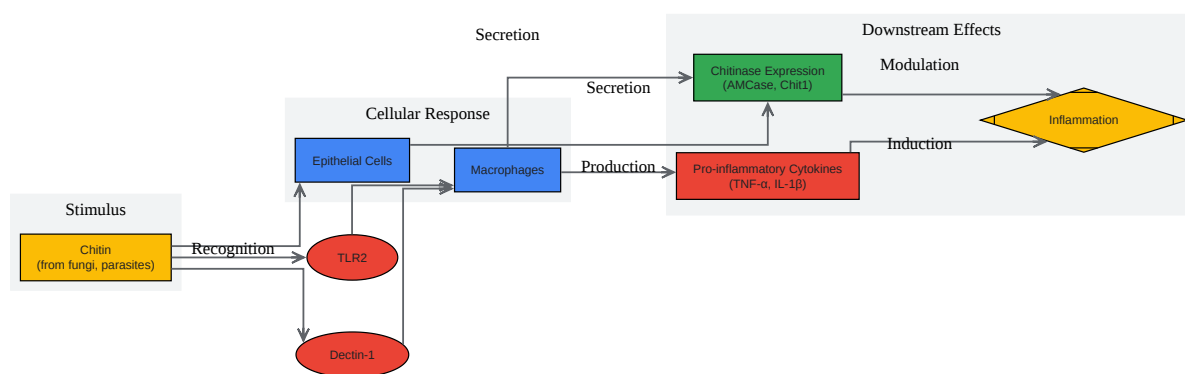 Stimulus
Chitin
(from fungi, parasites)
Recognition
TLR2
Dectin-1
Cellular Response
Epithelial Cells
Macrophages
Secretion
Secretion
Production
Downstream Effects
Chitinase Expression
(AMCase, Chit1)
Modulation
Pro-inflammatory Cytokines
(TNF-α, IL-1β)
Induction
Inflammation